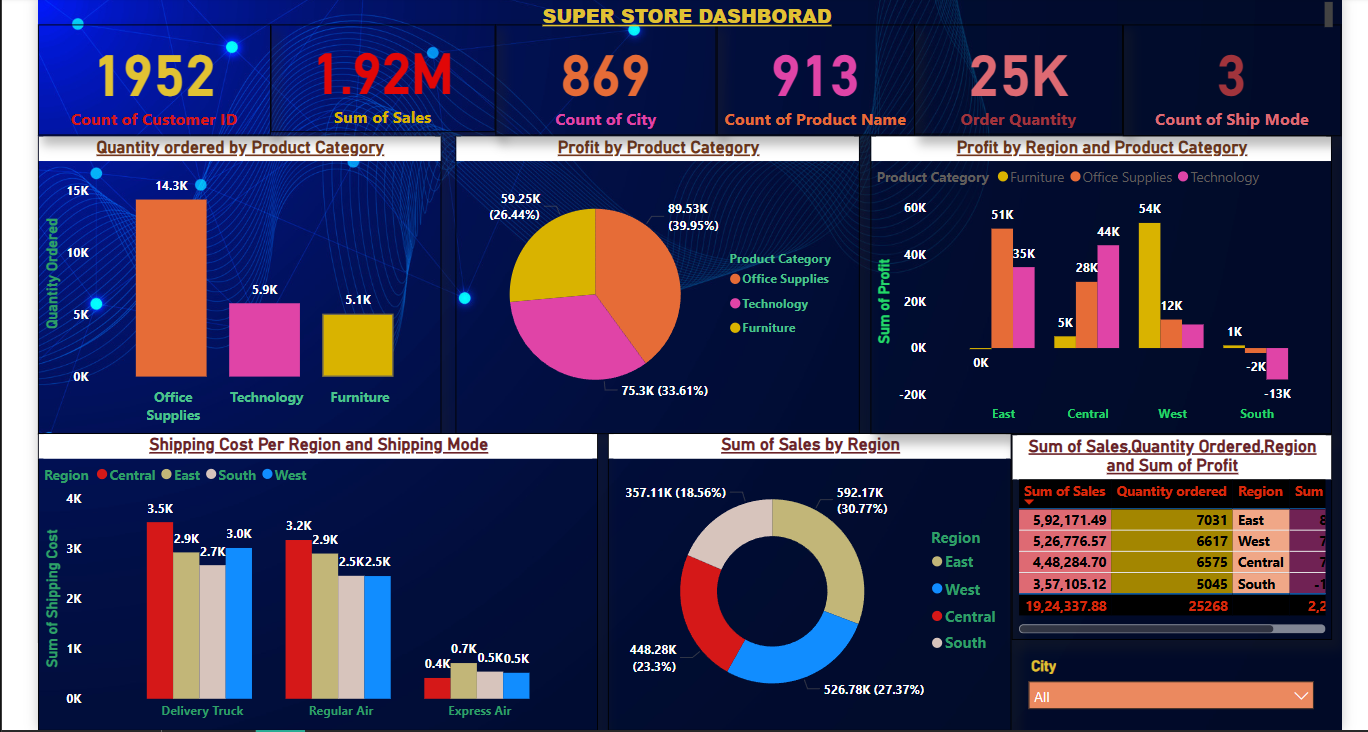 SUPER STORE DASHBORAD
1952
Count of Customer ID
1.92M
Sum of Sales
869
Count of City
913
Count of Product Name
25K
Order Quantity
3
Count of Ship Mode
Quantity ordered by Product Category
Quantity Ordered
15K
10K
5K
0K
14.3K
5.9K
5.1K
Office
Supplies
Technology
Furniture
Profit by Product Category
59.25K
(26.44%)
89.53K
(39.95%)
75.3K (33.61%)
Product Category
Office Supplies
Technology
Furniture
Profit by Region and Product Category
Product Category Furniture Office Supplies Technology
Sum of Profit
60K
40K
20K
0K
-20K
0K
51K
35K
5K
28K
44K
54K
12K
1K
-2K
-13K
East
Central
West
South
Shipping Cost Per Region and Shipping Mode
Region Central East South West
Sum of Shipping Cost
4K
3K
2K
1K
0K
3.5K
2.9K
2.7K
3.0K
3.2K
2.9K
2.5K
2.5K
0.4K
0.7K
0.5K
0.5K
Delivery Truck
Regular Air
Express Air
Sum of Sales by Region
357.11K (18.56%)
592.17K
(30.77%)
448.28K
(23.3%)
526.78K (27.37%)
Region
East
West
Central
South
Sum of Sales,Quantity Ordered,Region
and Sum of Profit
Sum of Sales Quantity ordered Region Sum
5,92,171.49 7031 East 8
5,26,776.57 6617 West 7
4,48,284.70 6575 Central 7
3,57,105.12 5045 South -1
19,24,337.88 25268 2,2
City
All